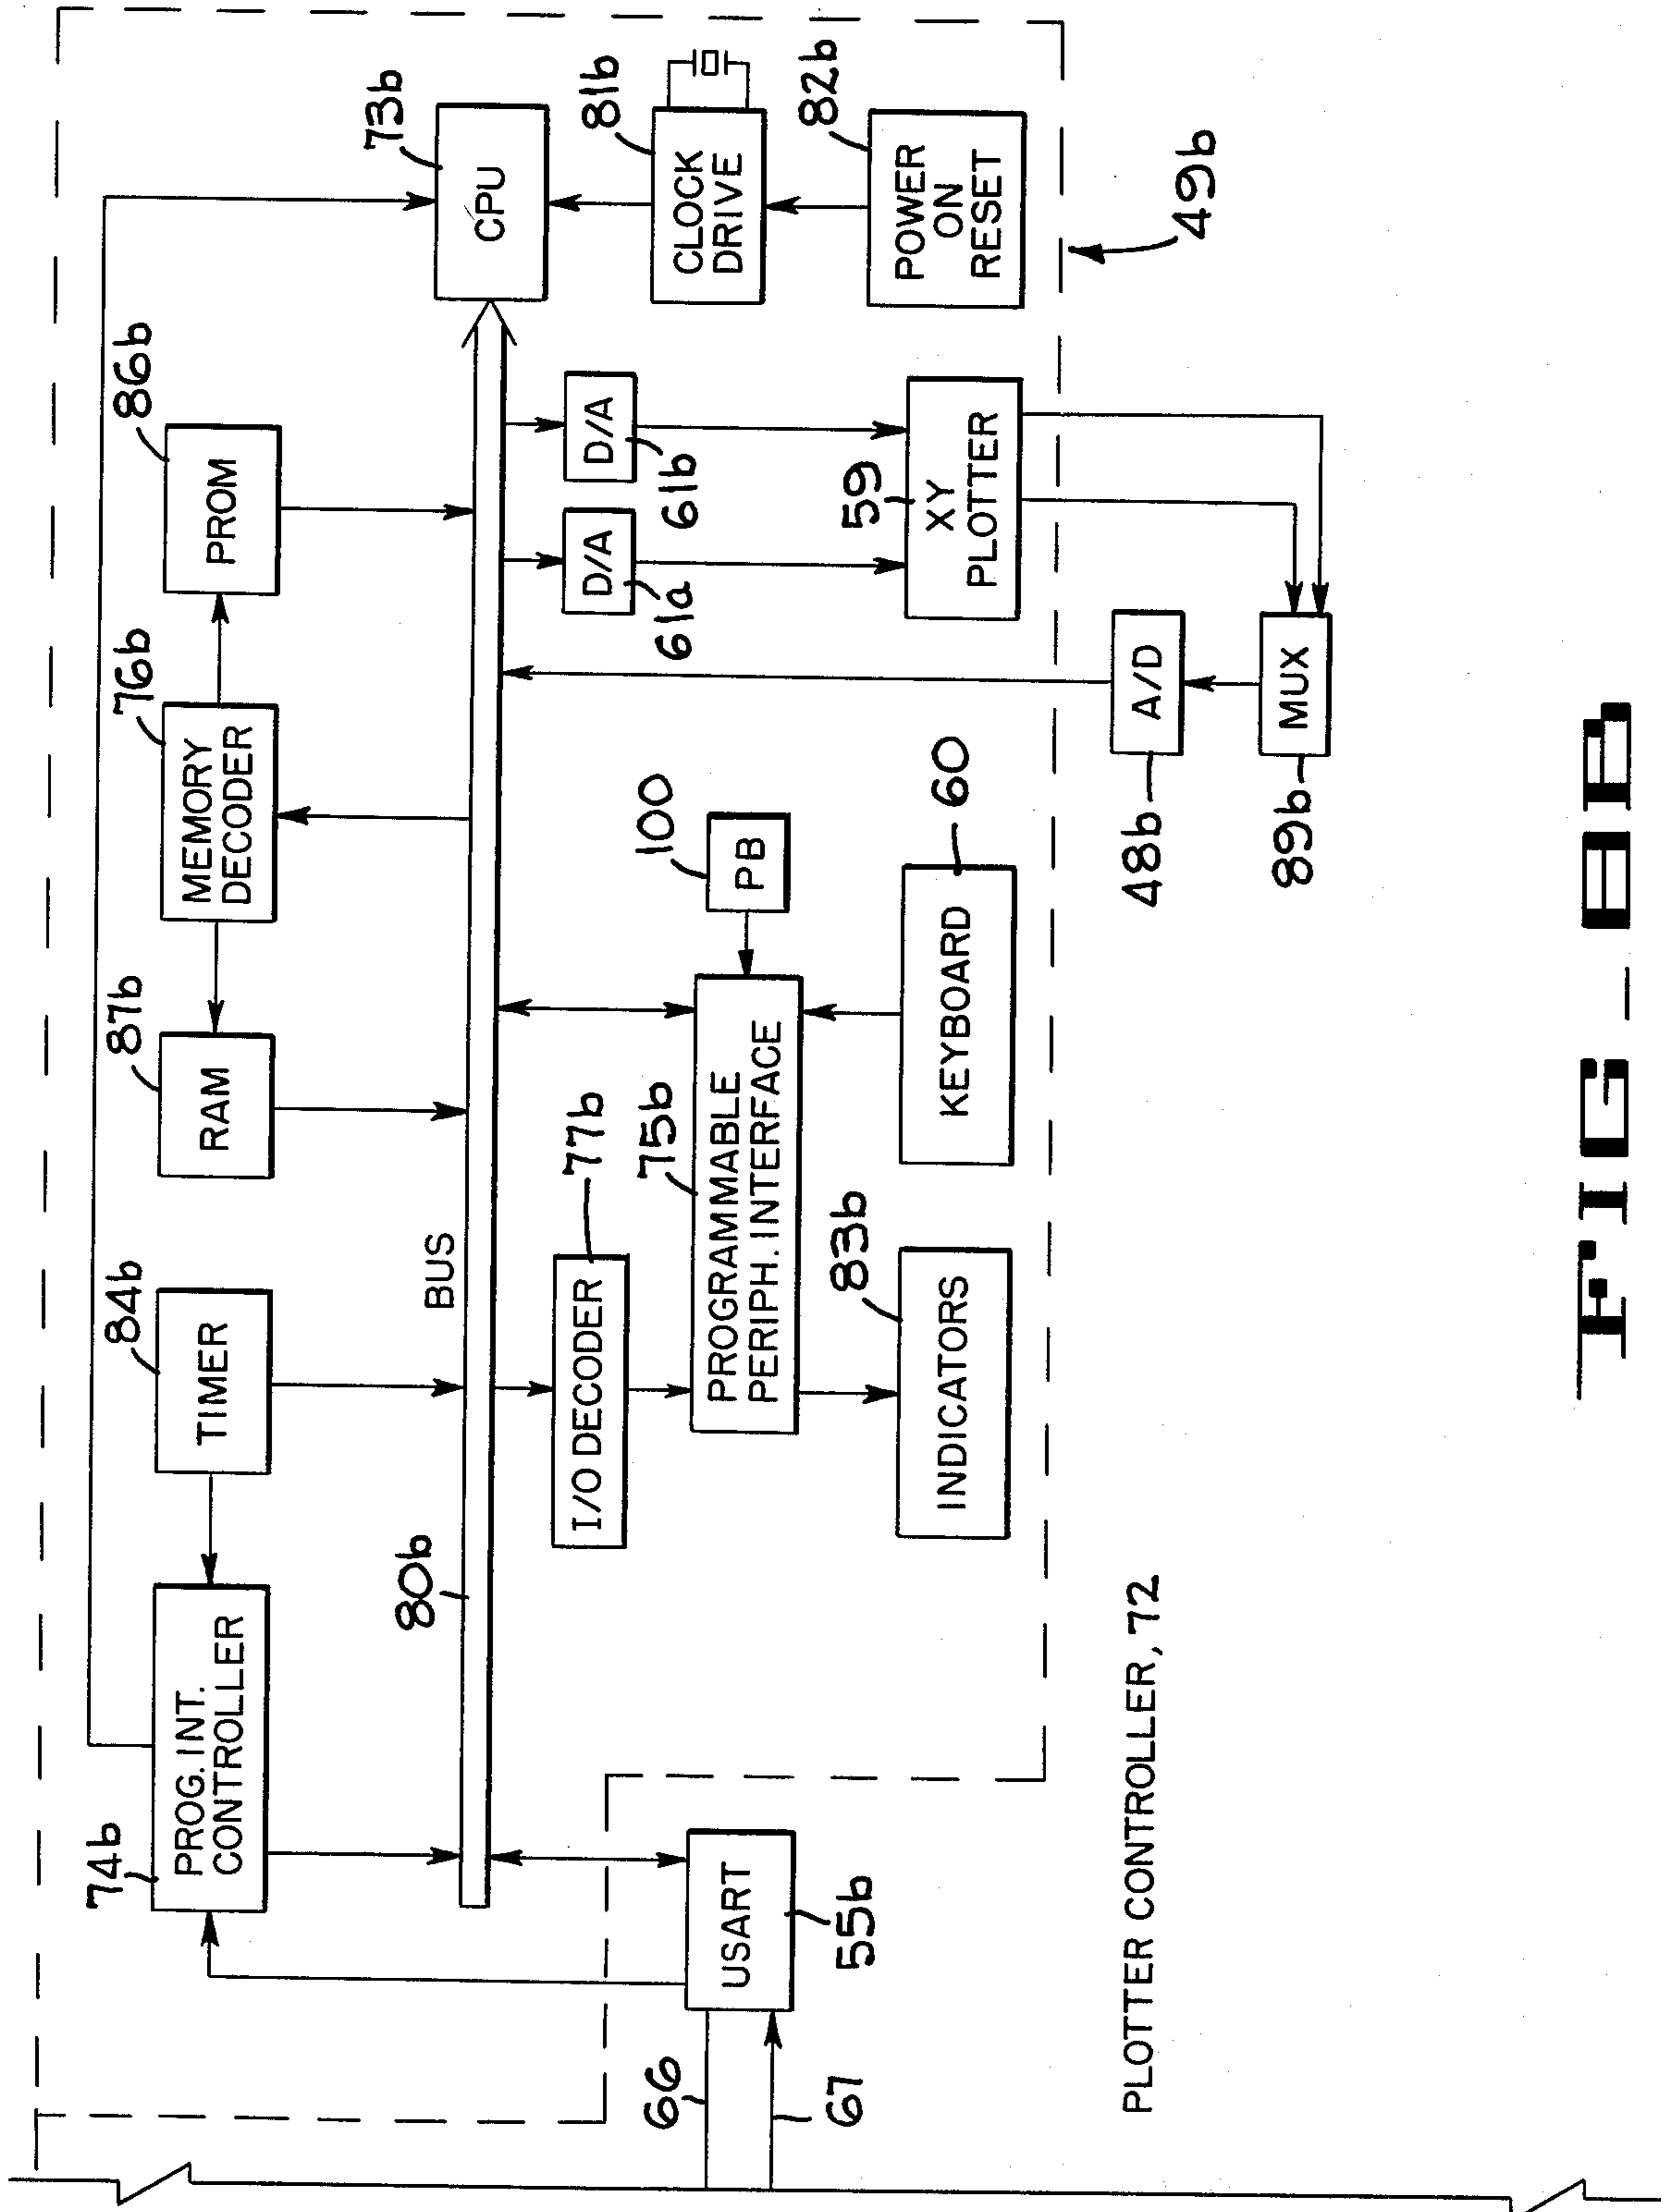 74b
PROG. INT.
CONTROLLER
84b
TIMER
87b
RAM
76b
MEMORY
DECODER
86b
PROM
73b
CPU
80b
BUS
77b
I/O DECODER
D/A
61a
D/A
61b
81b
CLOCK
DRIVE
66
67
USART
55b
75b
PROGRAMMABLE
PERIPH. INTERFACE
100
PB
82b
POWER
ON
RESET
83b
INDICATORS
KEYBOARD
60
59
XY
PLOTTER
48b
A/D
89b
MUX
49b
PLOTTER CONTROLLER, 72
FIG_8B